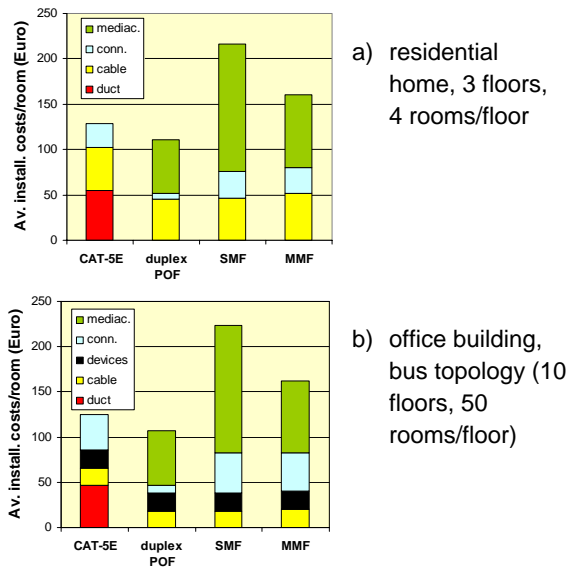 Av. install. costs/room (Euro)
250
200
150
100
50
0
mediac.
conn.
cable
duct
CAT-5E
duplex
POF
SMF
MMF
a) residential
home, 3 floors,
4 rooms/floor
Av. install. costs/room (Euro)
250
200
150
100
50
0
mediac.
conn.
devices
cable
duct
CAT-5E
duplex
POF
SMF
MMF
b) office building,
bus topology (10
floors, 50
rooms/floor)